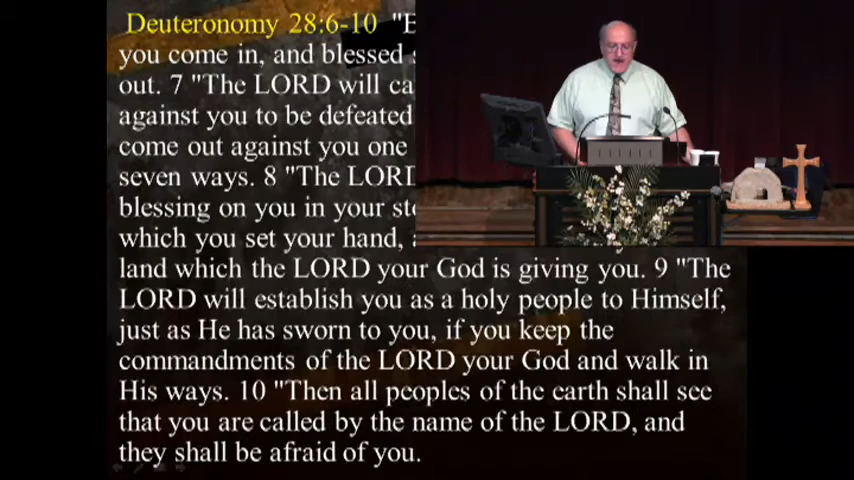 Deuteronomy 28:6-10 "B
you come in, and blessed
out. 7 "The LORD will ca
against you to be defeated
come out against you one
seven ways. 8 "The LORD
blessing on you in your sto
which you set your hand,
land which the LORD your God is giving you. 9 "The
LORD will establish you as a holy people to Himself,
just as He has sworn to you, if you keep the
commandments of the LORD your God and walk in
His ways. 10 "Then all peoples of the earth shall see
that you are called by the name of the LORD, and
they shall be afraid of you.